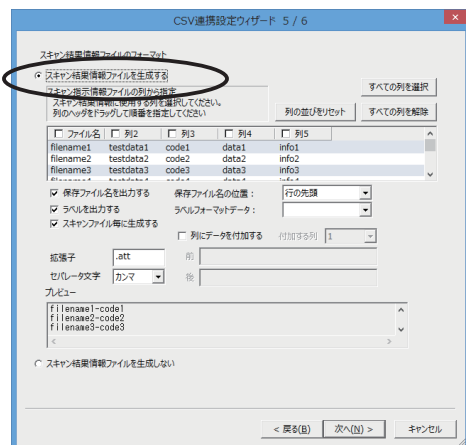 CSV連携設定ウィザード 5 / 6
スキャン結果情報ファイルのフォーマット
スキャン結果情報ファイルを生成する
スキャン指示情報ファイルの列から指定
スキャン結果情報に使用する列を選択してください。
列のヘッダをドラッグして順番を指定してください
列の並びをリセット
すべての列を選択
すべての列を解除
ファイル名 列2 列3 列4 列5
filename1 testdata1 code1 data1 info1
filename2 testdata2 code2 data2 info2
filename3 testdata3 code3 data3 info3
保存ファイル名を出力する 保存ファイル名の位置: 行の先頭
ラベルを出力する ラベルフォーマットデータ:
スキャンファイル毎に生成する
列にデータを付加する 付加する列 1
拡張子 .att 前
セパレータ文字 カンマ 後
プレビュー
filename1-code1
filename2-code2
filename3-code3
スキャン結果情報ファイルを生成しない
< 戻る(B) 次へ(N) > キャンセル